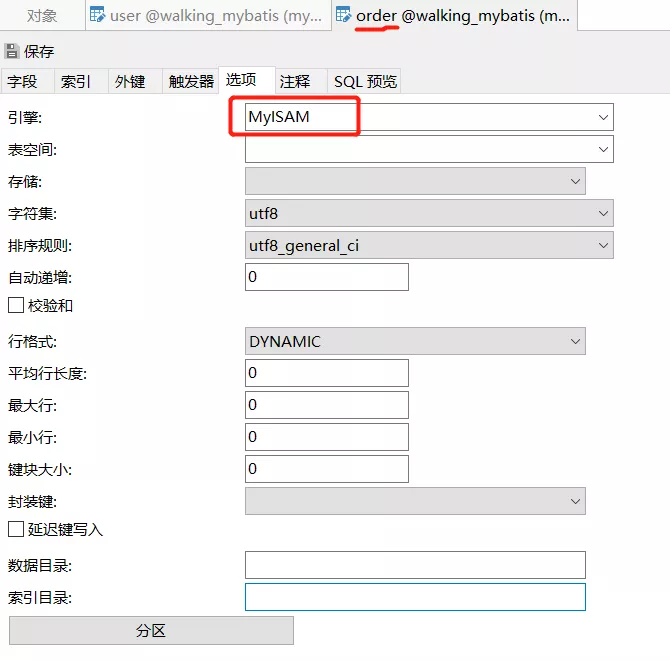 对象 user @walking_mybatis (my... order @walking_mybatis (m...
保存
字段 索引 外键 触发器 选项 注释 SQL 预览
引擎: MyISAM
表空间:
存储:
字符集: utf8
排序规则: utf8_general_ci
自动递增: 0
校验和
行格式: DYNAMIC
平均行长度: 0
最大行: 0
最小行: 0
键块大小: 0
封装键:
延迟键写入
数据目录:
索引目录:
分区